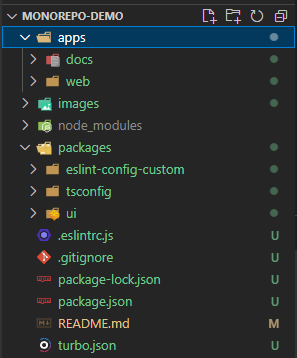 MONOREPO-DEMO
apps
docs
web
images
node_modules
packages
eslint-config-custom
tsconfig
ui
.eslintrc.js U
.gitignore U
package-lock.json U
package.json U
README.md M
turbo.json U